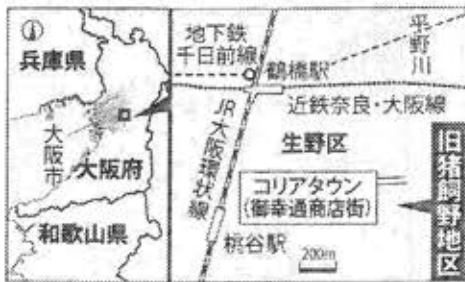 兵庫県
大阪市
大阪府
和歌山県
地下鉄
千日前線
鶴橋駅
平野川
近鉄奈良・大阪線
JR大阪環状線
生野区
コリアタウン
(御幸通商店街)
桃谷駅
200m
旧猪飼野地区